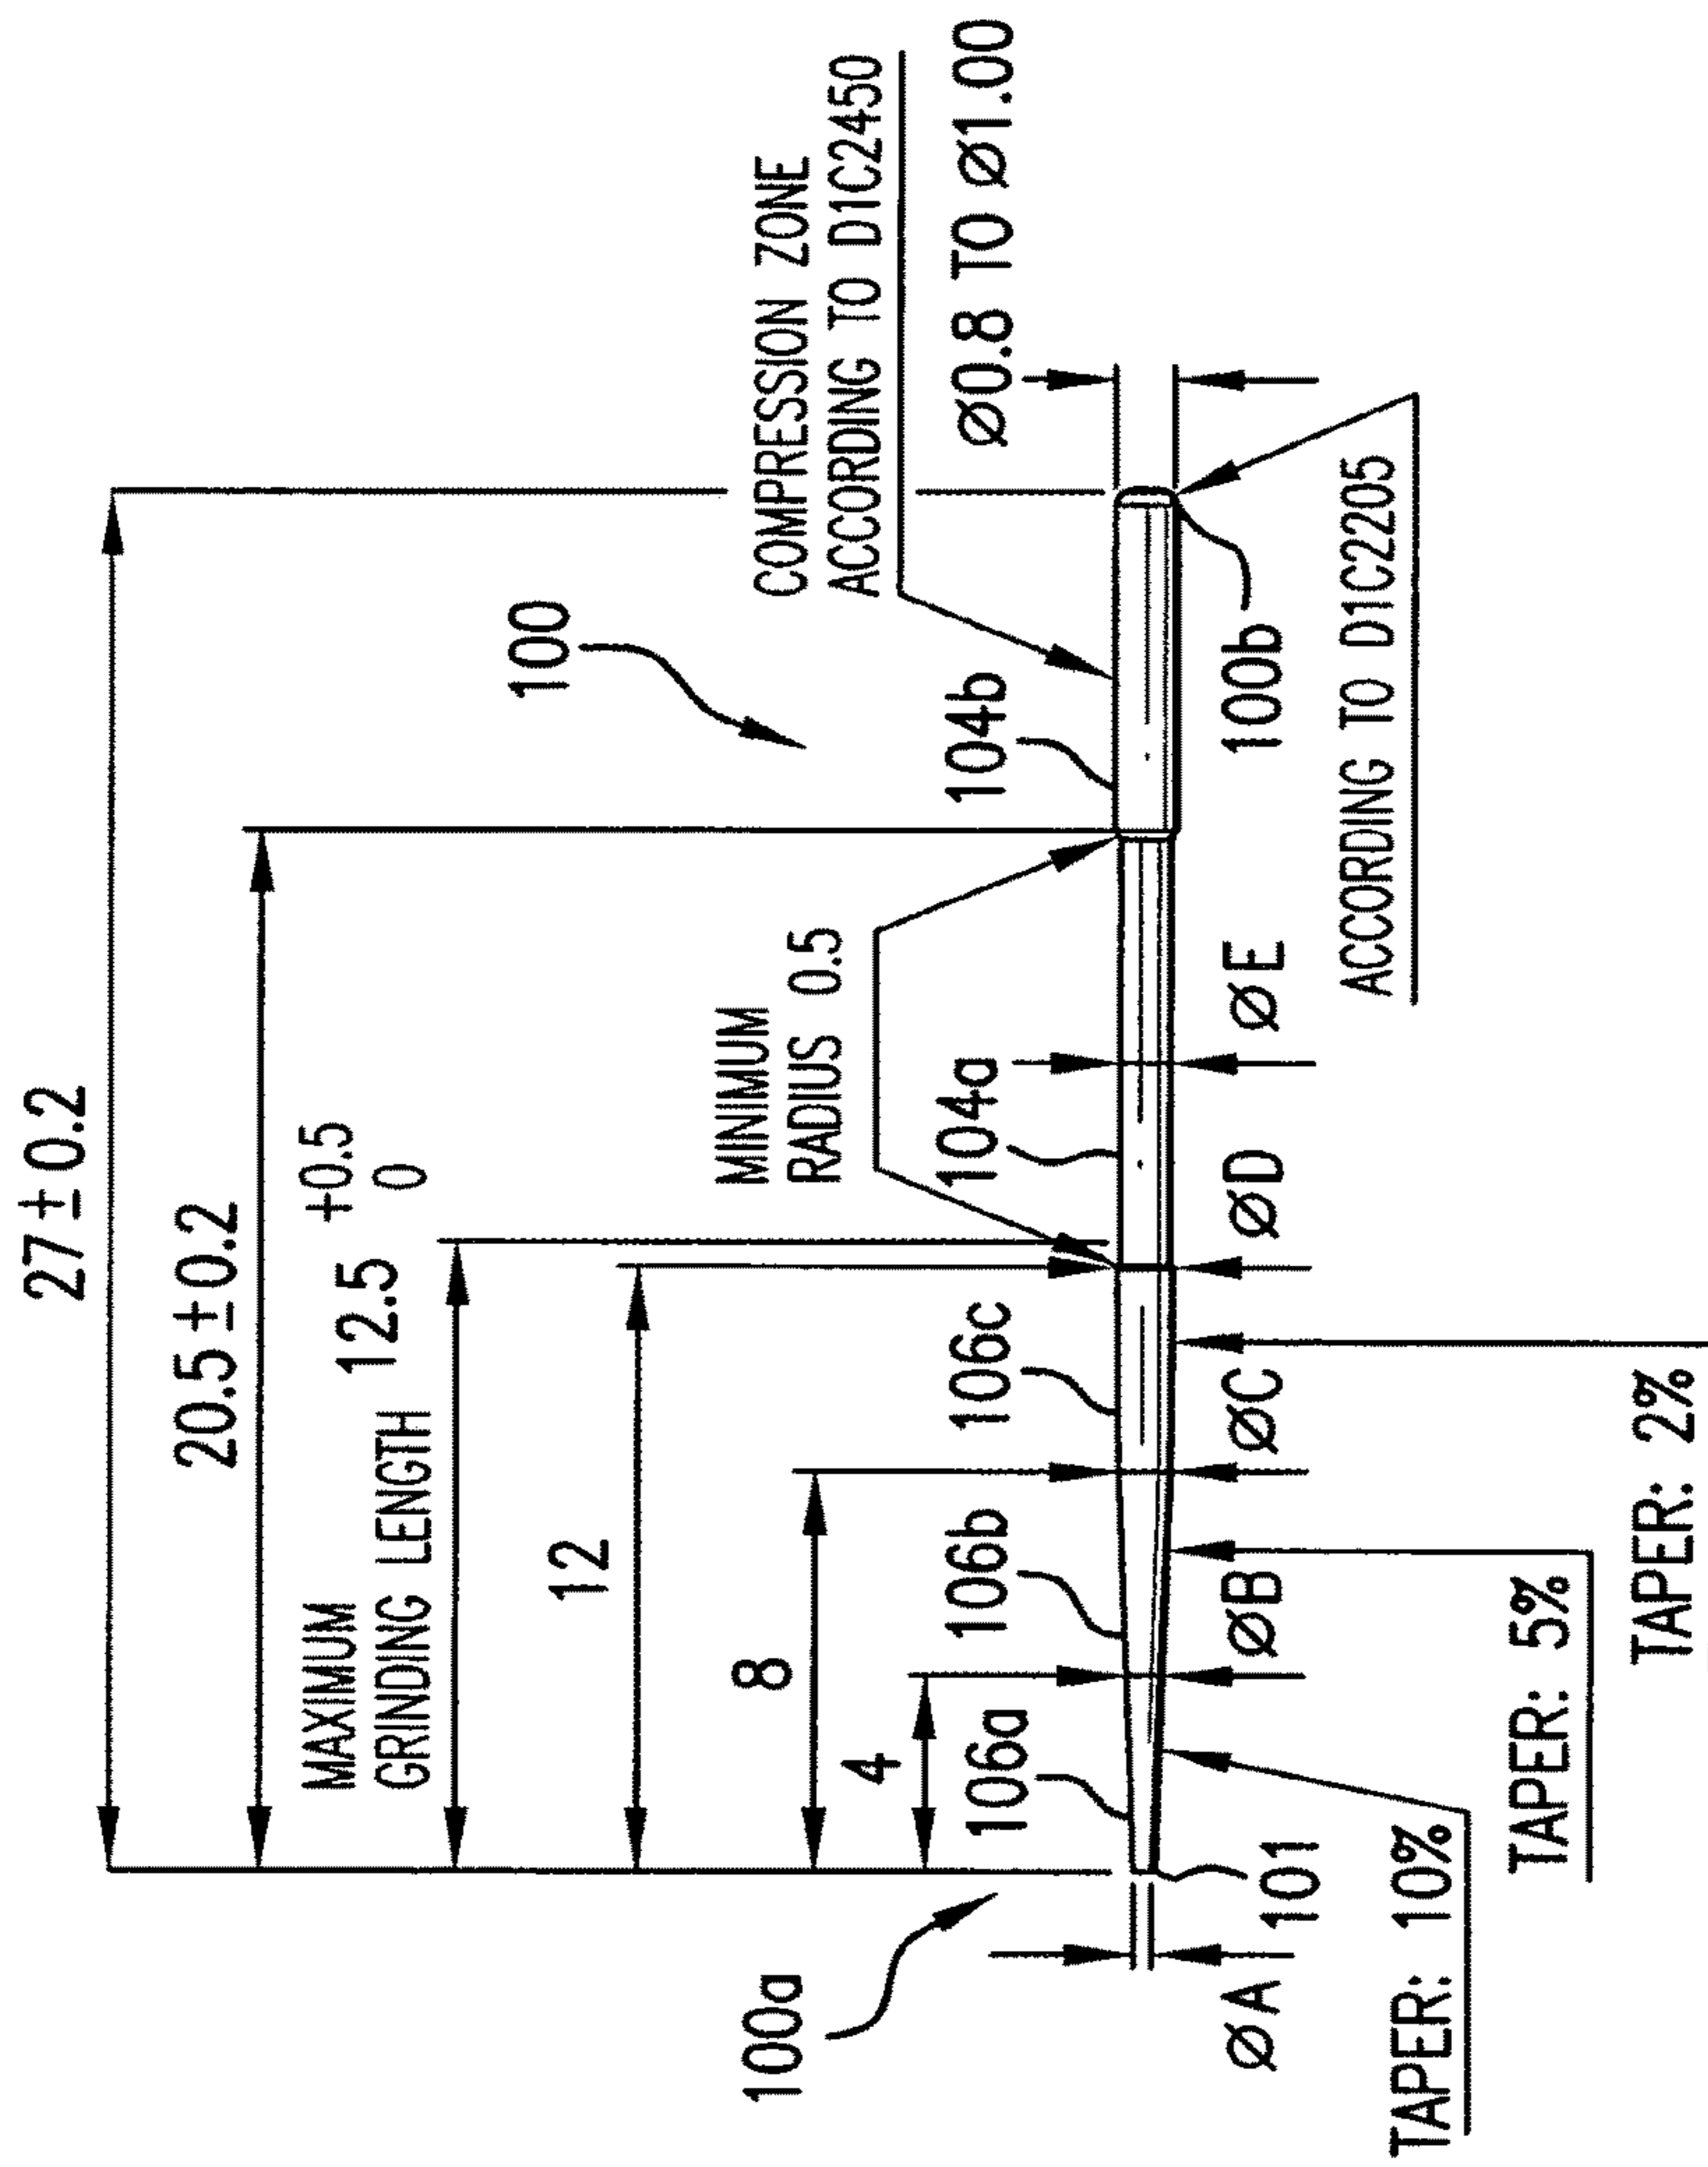 27±0.2
20.5±0.2
MAXIMUM
GRINDING LENGTH 12.5 +0.5
0
12
8
4
100
COMPRESSION ZONE
ACCORDING TO D1C2450
MINIMUM
RADIUS 0.5
100a
106a
106b
106c
104a
104b
Ø0.8 TO Ø1.00
ØA
101
ØB
ØC
ØD
ØE
100b
ACCORDING TO D1C2205
TAPER: 10%
TAPER: 5%
TAPER: 2%